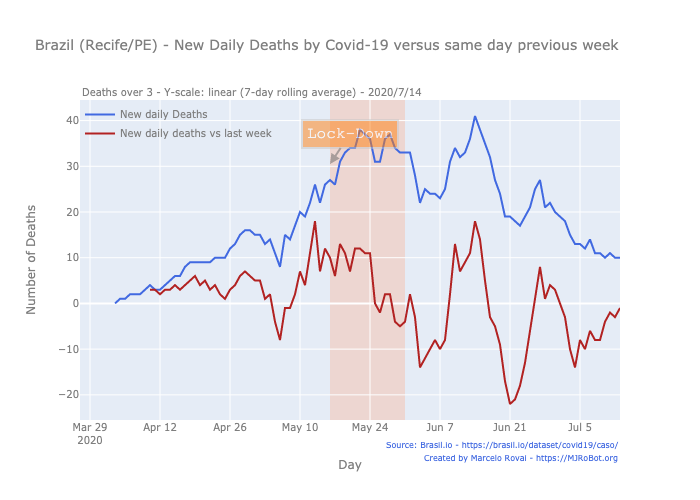 Brazil (Recife/PE) - New Daily Deaths by Covid-19 versus same day previous week
Deaths over 3 - Y-scale: linear (7-day rolling average) - 2020/7/14
New daily Deaths
New daily deaths vs last week
Lock-Down
40
30
20
10
0
−10
−20
Number of Deaths
Mar 29
2020
Apr 12
Apr 26
May 10
May 24
Jun 7
Jun 21
Jul 5
Day
Source: Brasil.io - https://brasil.io/dataset/covid19/caso/
Created by Marcelo Rovai - https://MJRoBot.org